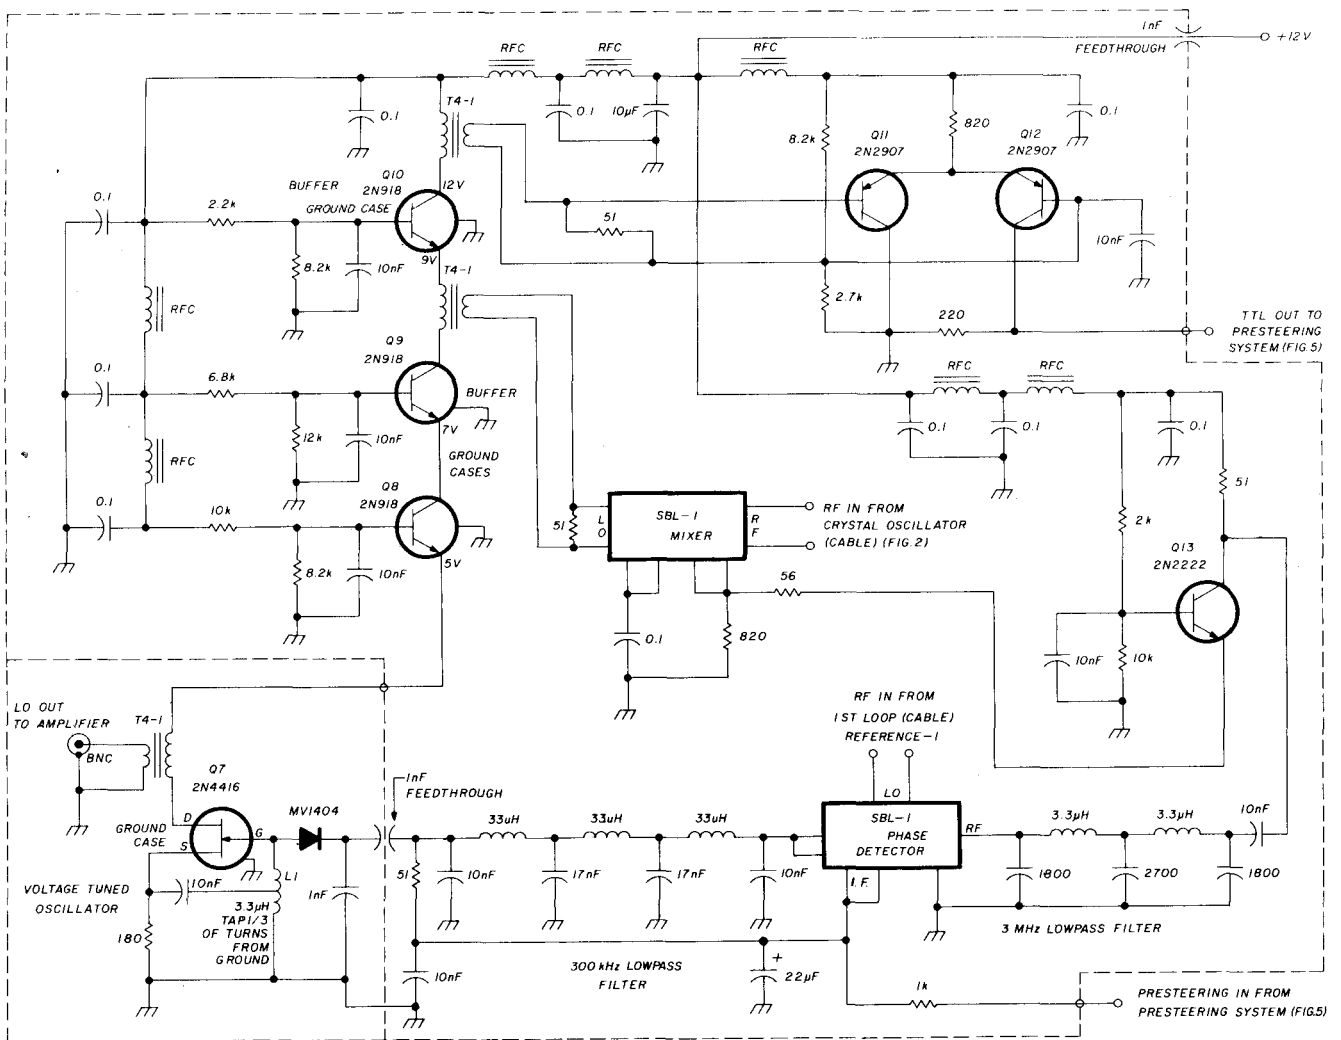 1nF
FEEDTHROUGH
+12V
RFC
RFC
RFC
T4-1
0.1
0.1
10µF
8.2k
820
0.1
Q11
2N2907
Q12
2N2907
Q10
2N918
12V
BUFFER
GROUND CASE
0.1
2.2k
51
10nF
8.2k
10nF
9V
T4-1
RFC
2.7k
220
TTL OUT TO
PRESTEERING
SYSTEM (FIG.5)
Q9
2N918
0.1
6.8k
BUFFER
RFC
RFC
12k
10nF
7V
0.1
0.1
0.1
RFC
GROUND
CASES
Q8
2N918
0.1
10k
51
L
O
SBL-1
MIXER
R
F
RF IN FROM
CRYSTAL OSCILLATOR
(CABLE) (FIG.2)
51
2k
Q13
2N2222
8.2k
10nF
5V
56
0.1
820
10nF
10k
LO OUT
TO AMPLIFIER
T4-1
BNC
RF IN FROM
1ST LOOP (CABLE)
REFERENCE-1
Q7
2N4416
1nF
FEEDTHROUGH
MV1404
D
G
S
GROUND
CASE
33uH
33uH
33uH
LO
SBL-1
PHASE
DETECTOR
RF
I.F.
3.3µH
3.3µH
10nF
VOLTAGE TUNED
OSCILLATOR
10nF
L1
3.3µH
TAP 1/3
OF TURNS
FROM
GROUND
1nF
51
10nF
17nF
17nF
10nF
1800
2700
1800
180
3 MHz LOWPASS FILTER
10nF
300 kHz LOWPASS
FILTER
+
22µF
1k
PRESTEERING IN FROM
PRESTEERING SYSTEM (FIG.5)